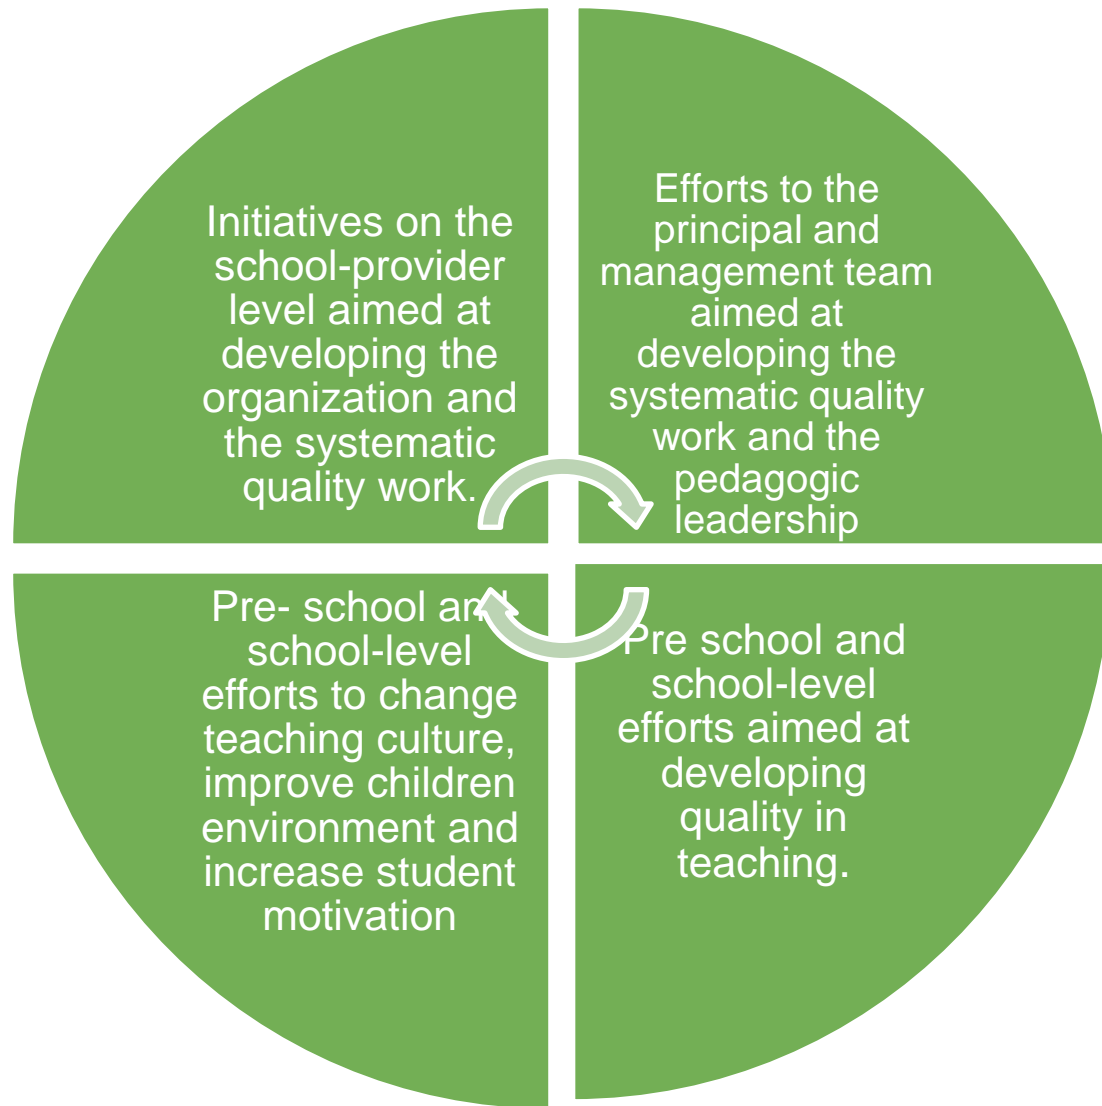 Initiatives on the
school-provider
level aimed at
developing the
organization and
the systematic
quality work.
Efforts to the
principal and
management team
aimed at
developing the
systematic quality
work and the
pedagogic
leadership
Pre- school and
school-level
efforts to change
teaching culture,
improve children
environment and
increase student
motivation
Pre school and
school-level
efforts aimed at
developing
quality in
teaching.